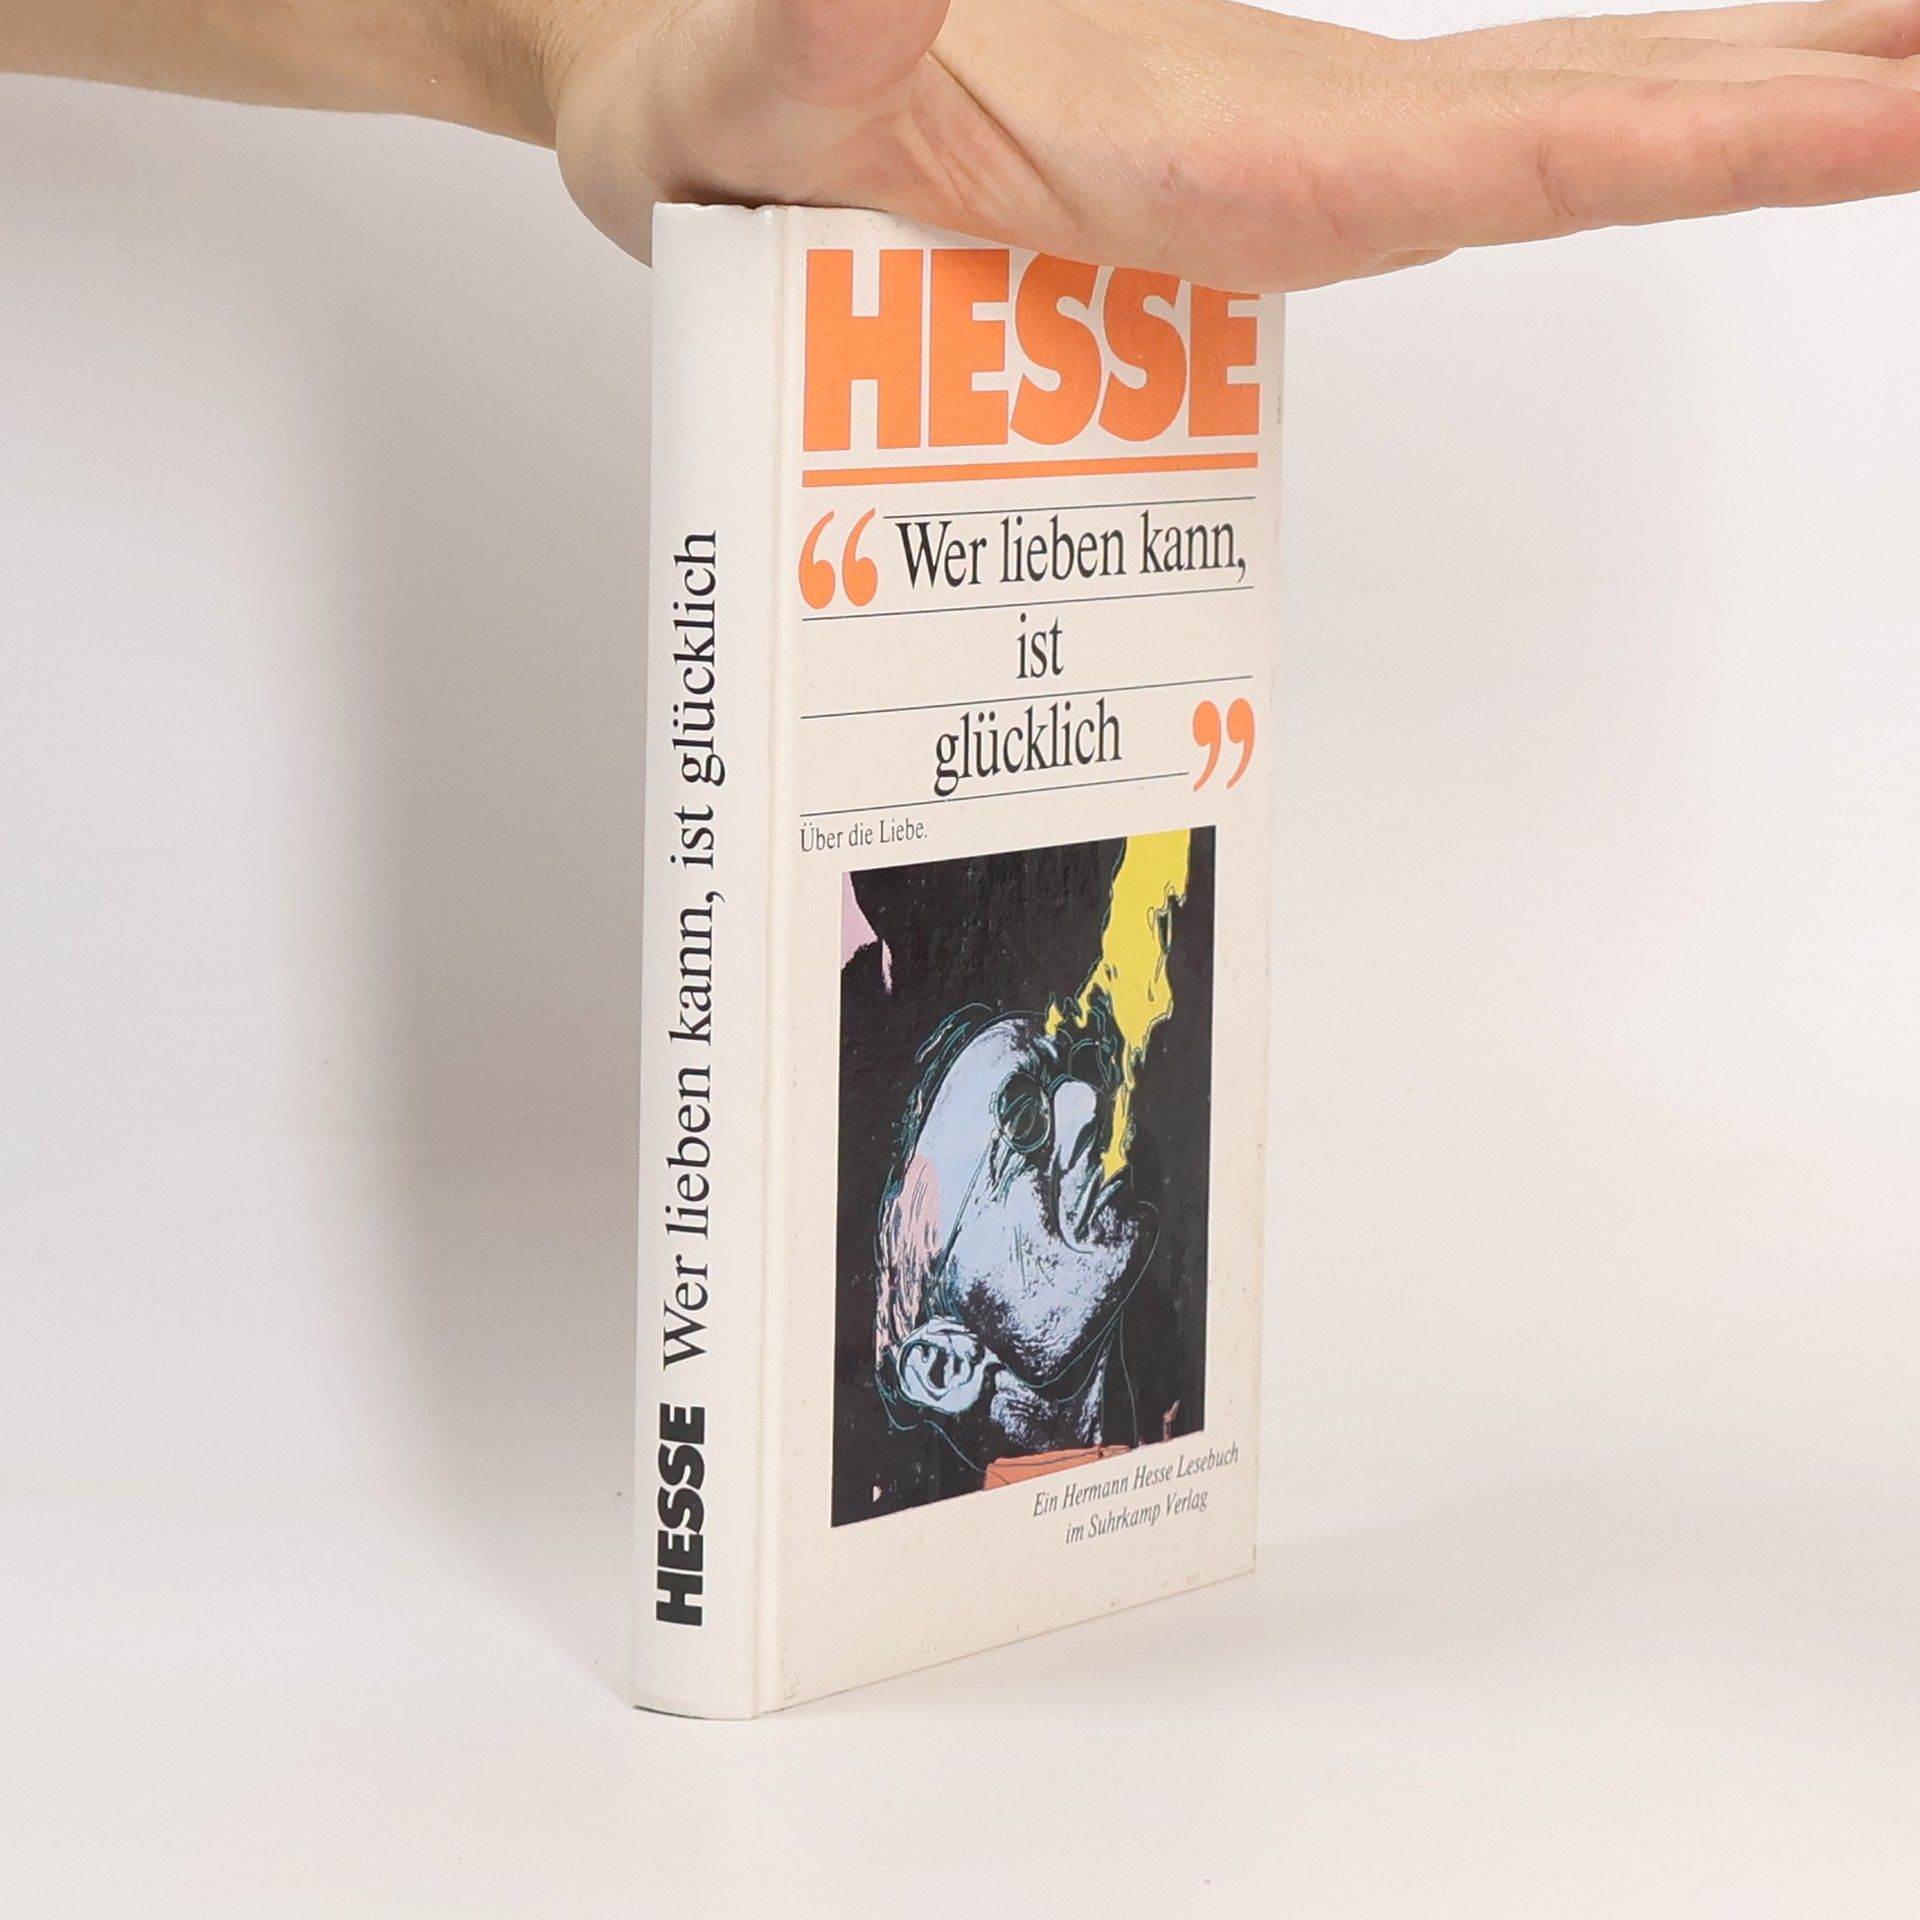 HESSE
“Wer lieben kann,
ist
glücklich”
Über die Liebe.
Ein Hermann Hesse Lesebuch
im Suhrkamp Verlag
HESSE Wer lieben kann, ist glücklich